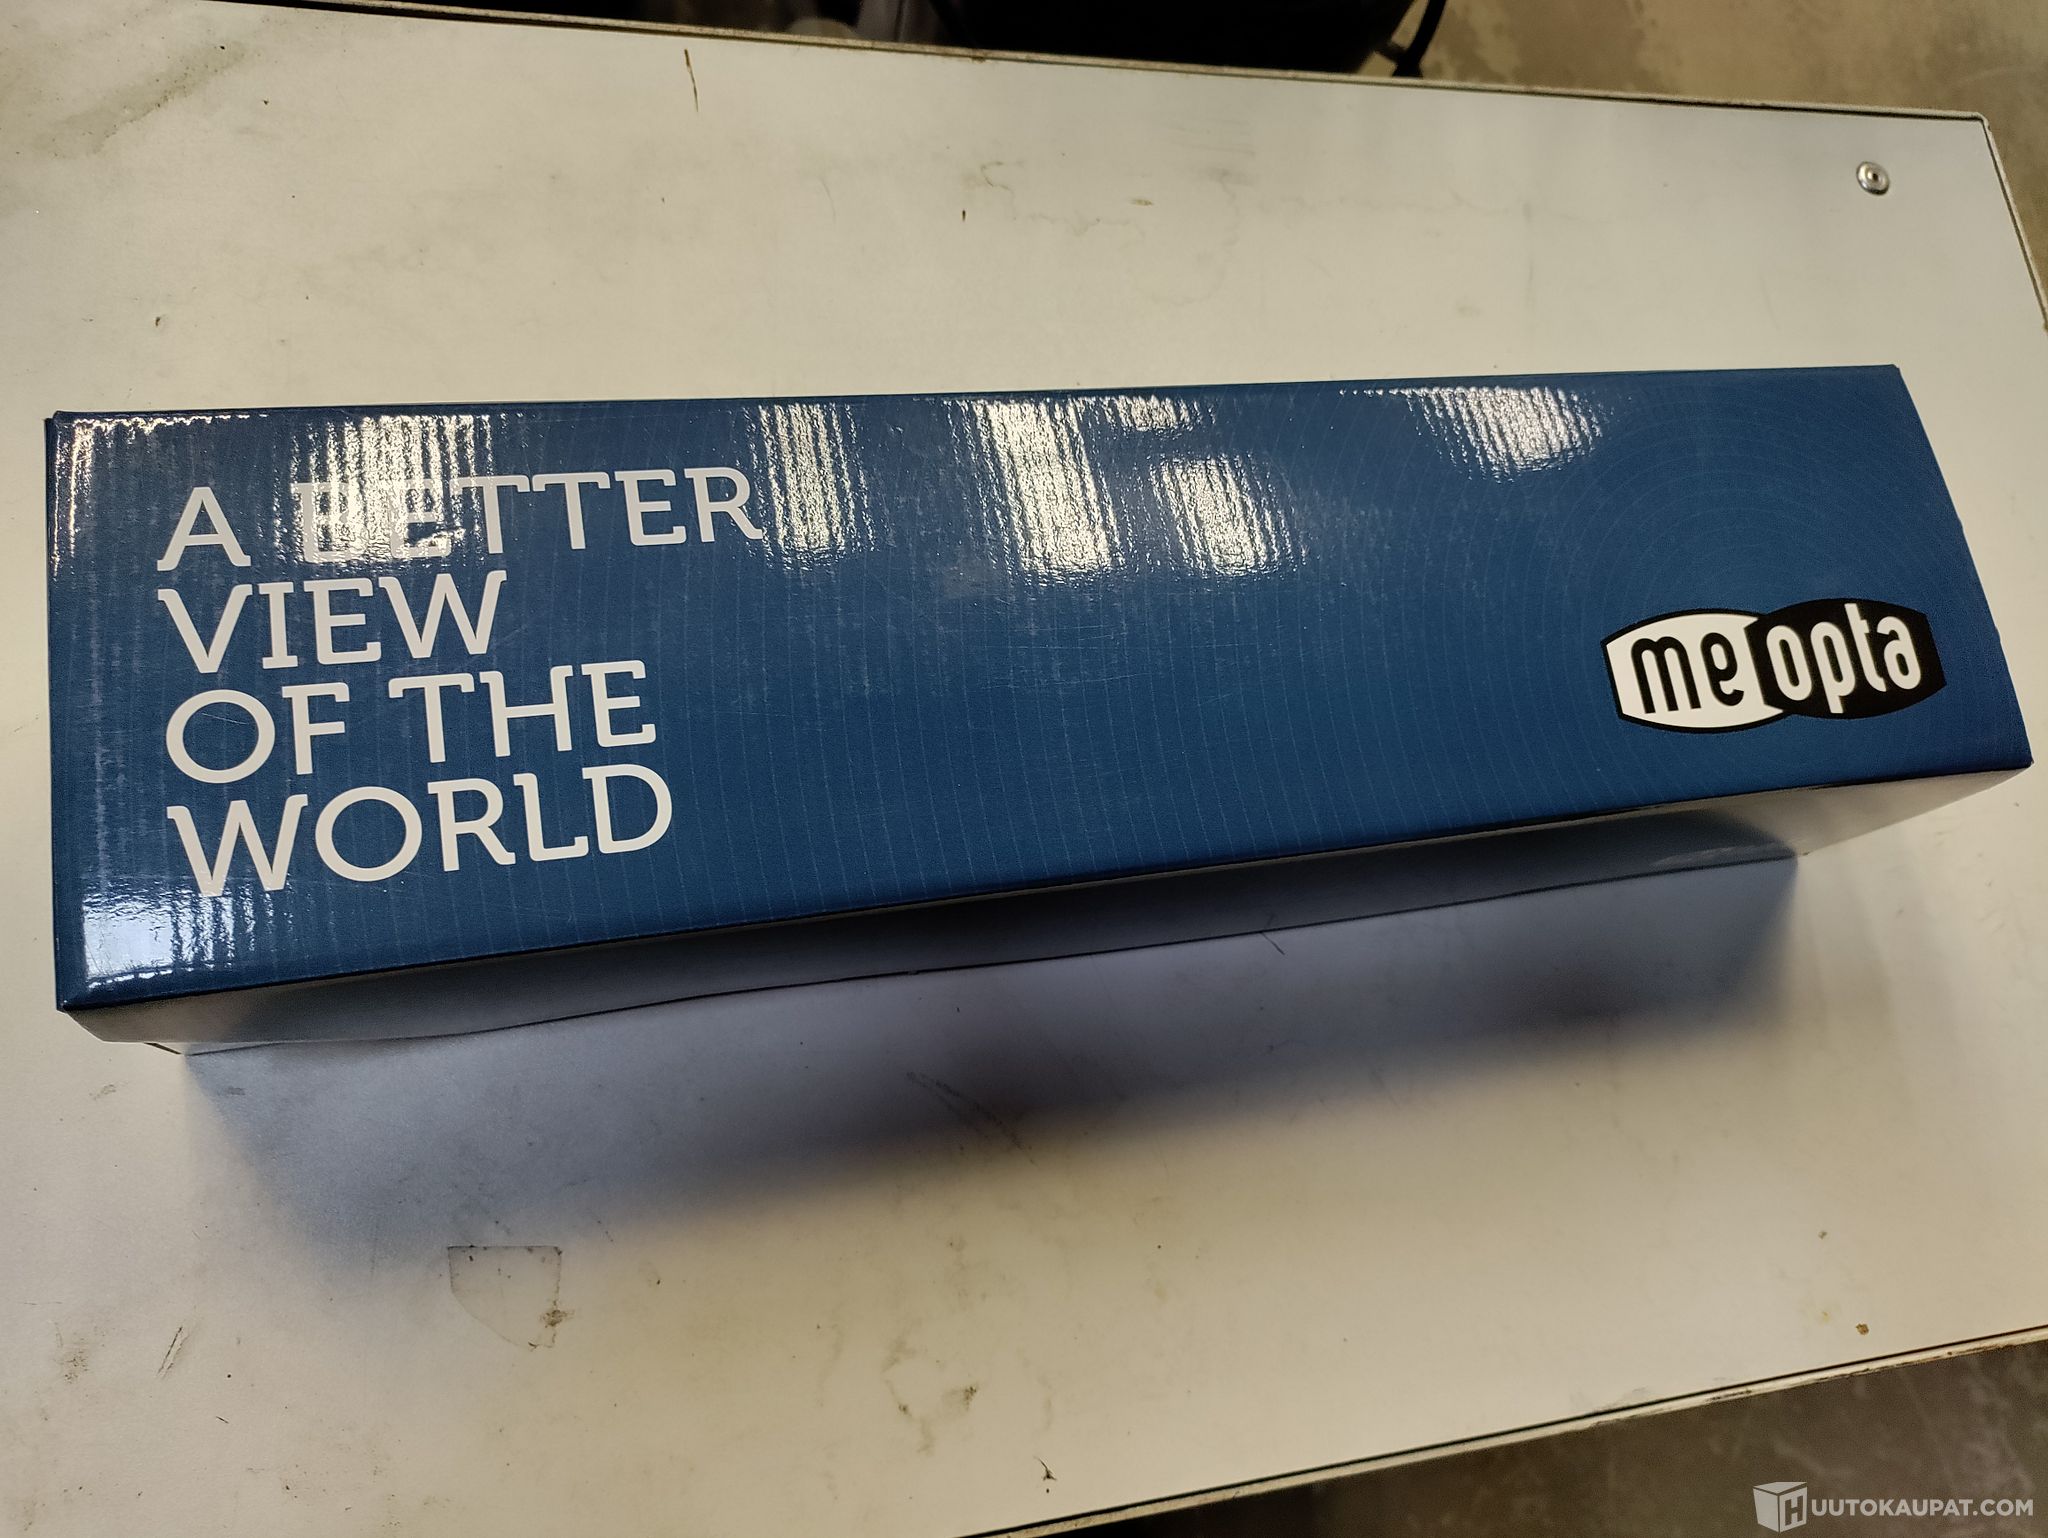 A BETTER
VIEW
OF THE
WORLD
meopta
HUUTOKAUPAT.COM